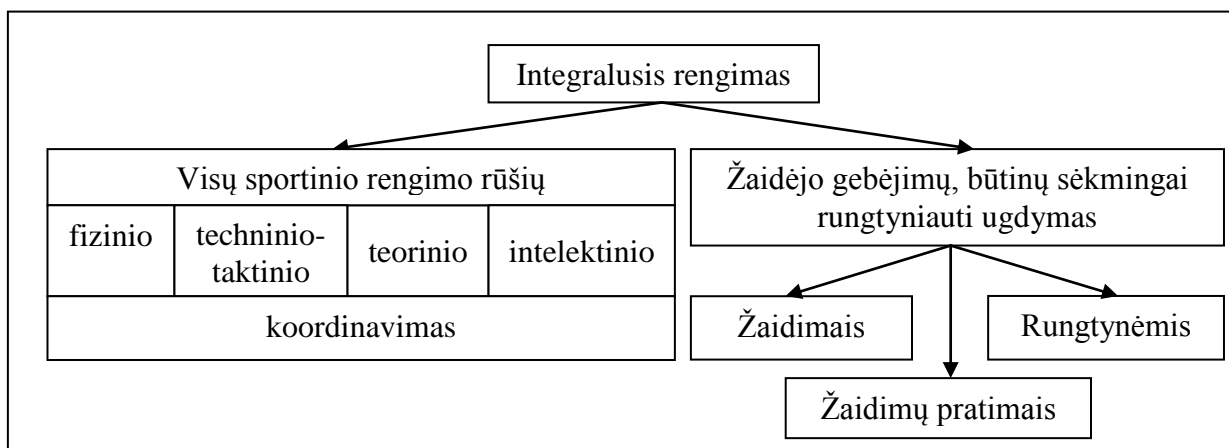 Integralusis rengimas
Visų sportinio rengimo rūšių
fizinio
techninio-
taktinio
teorinio
intelektinio
koordinavimas
Žaidėjo gebėjimų, būtinų sėkmingai
rungtyniauti ugdymas
Žaidimais
Rungtynėmis
Žaidimų pratimais